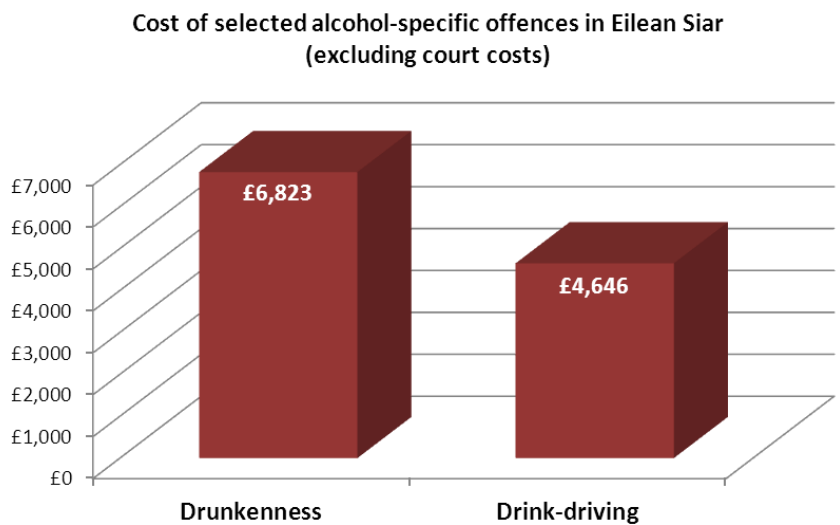 Cost of selected alcohol-specific offences in Eilean Siar
(excluding court costs)
£7,000
£6,000
£5,000
£4,000
£3,000
£2,000
£1,000
£0
£6,823
£4,646
Drunkenness
Drink-driving